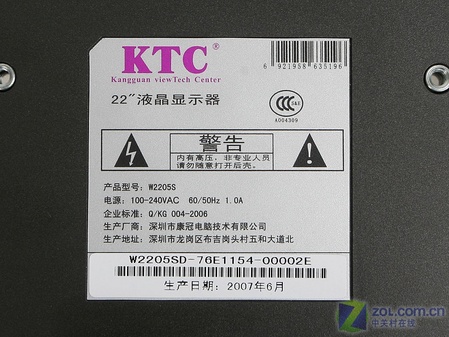 KTC®
Kangguan viewTech Center
6 921958 635196
22"液晶显示器
CCC S&E
A004309
警告
内有高压，非专业人员
请勿随意打开后壳。
产品型号: W2205S
电源: 100-240VAC 60/50Hz 1.0A
企业标准: Q/KG 004-2006
生产厂商: 深圳市康冠电脑技术有限公司
生产地址: 深圳市龙岗区布吉岗头村五和大道北
W2205SD-76E1154-00002E
生产日期: 2007年6月
ZOL.com.cn
中关村在线